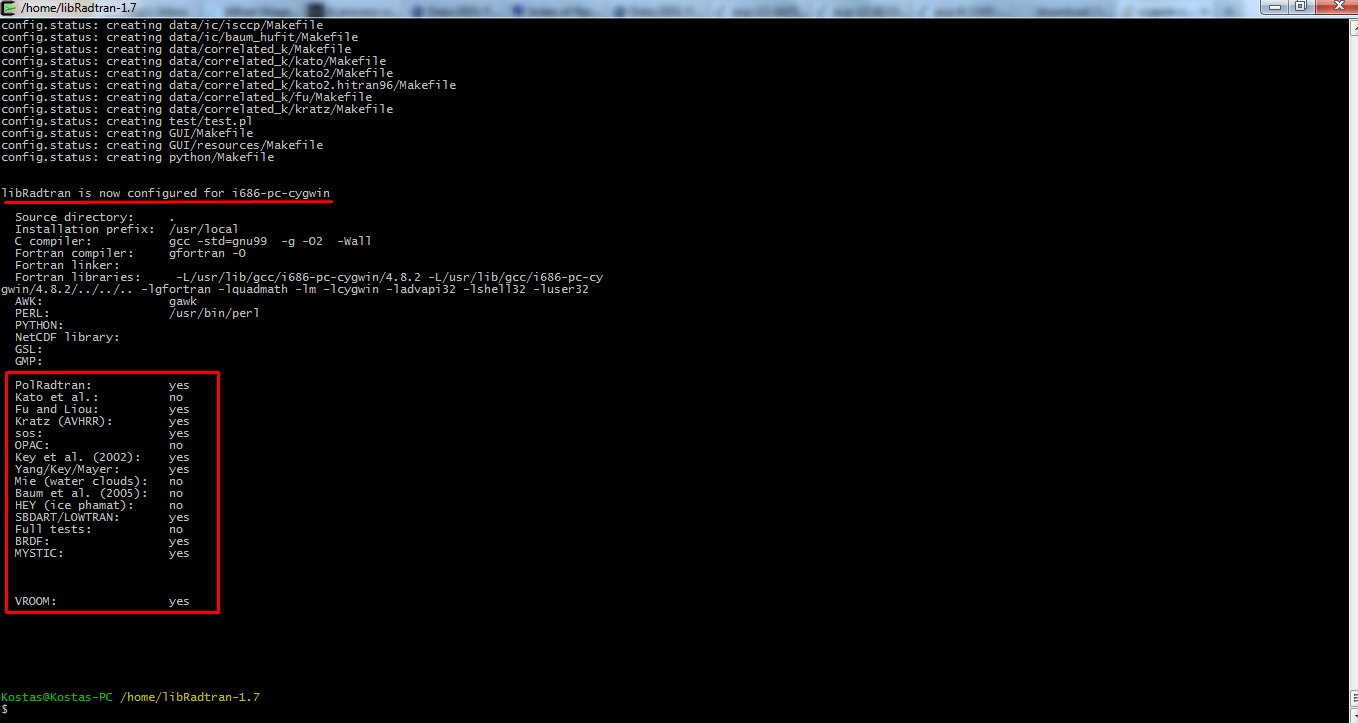 /home/libRadtran-1.7
config.status: creating data/ic/isccp/Makefile
config.status: creating data/ic/baum_hufit/Makefile
config.status: creating data/correlated_k/Makefile
config.status: creating data/correlated_k/kato/Makefile
config.status: creating data/correlated_k/kato2/Makefile
config.status: creating data/correlated_k/kato2.hitran96/Makefile
config.status: creating data/correlated_k/fu/Makefile
config.status: creating data/correlated_k/kratz/Makefile
config.status: creating test/test.pl
config.status: creating GUI/Makefile
config.status: creating GUI/resources/Makefile
config.status: creating python/Makefile
libRadtran is now configured for i686-pc-cygwin
Source directory: .
Installation prefix: /usr/local
C compiler: gcc -std=gnu99 -g -O2 -Wall
Fortran compiler: gfortran -O
Fortran linker:
Fortran libraries: -L/usr/lib/gcc/i686-pc-cygwin/4.8.2 -L/usr/lib/gcc/i686-pc-cy
gwin/4.8.2/../../.. -lgfortran -lquadmath -lm -lcygwin -ladvapi32 -lshell32 -luser32
AWK: gawk
PERL: /usr/bin/perl
PYTHON:
NetCDF library:
GSL:
GMP:
PolRadtran: yes
Kato et al.: no
Fu and Liou: yes
Kratz (AVHRR): yes
sos: yes
OPAC: no
Key et al. (2002): yes
Yang/Key/Mayer: yes
Mie (water clouds): no
Baum et al. (2005): no
HEY (ice phamat): no
SBDART/LOWTRAN: yes
Full tests: no
BRDF: yes
MYSTIC: yes
VROOM: yes
Kostas@Kostas-PC /home/libRadtran-1.7
$